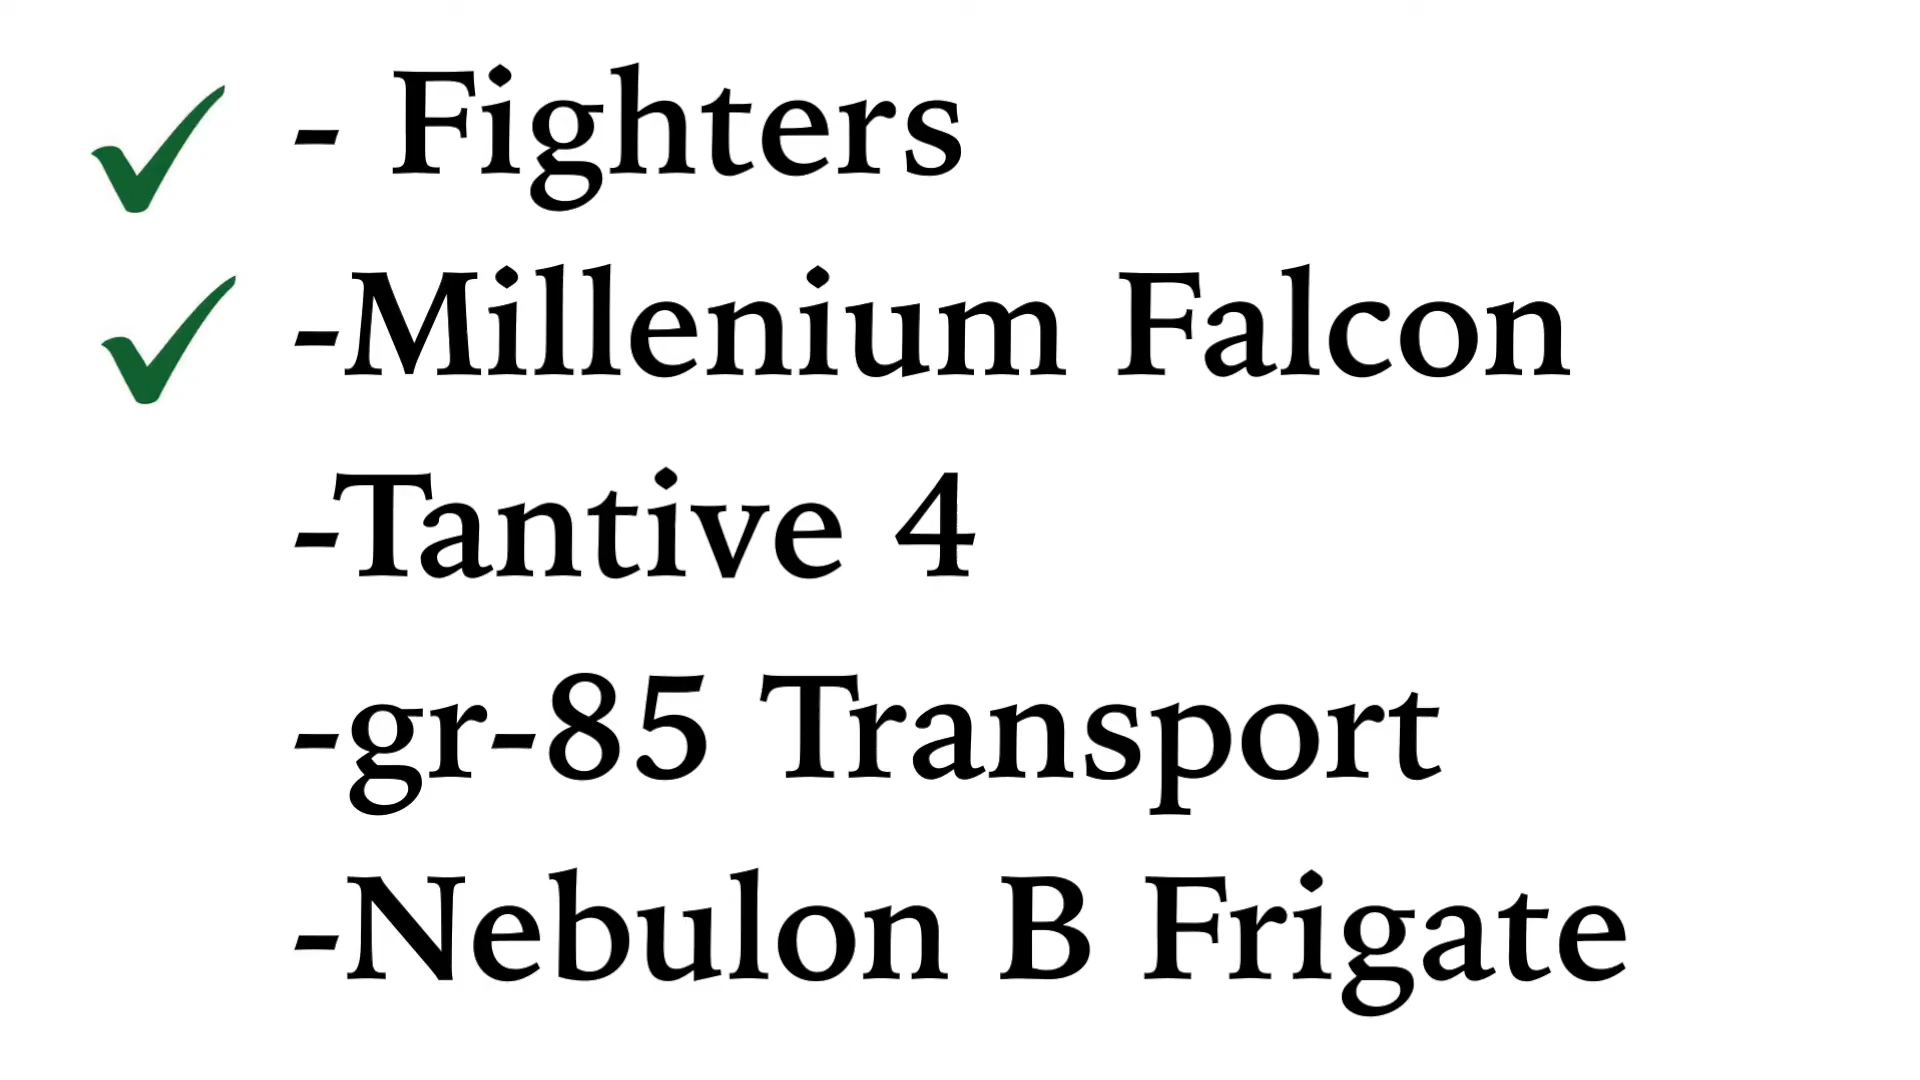 ✓ - Fighters
✓ -Millenium Falcon
-Tantive 4
-gr-85 Transport
-Nebulon B Frigate